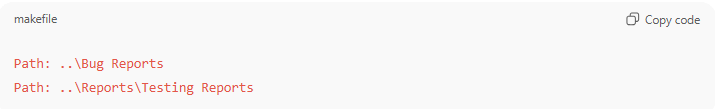 makefile
Copy code
Path: ..\Bug Reports
Path: ..\Reports\Testing Reports